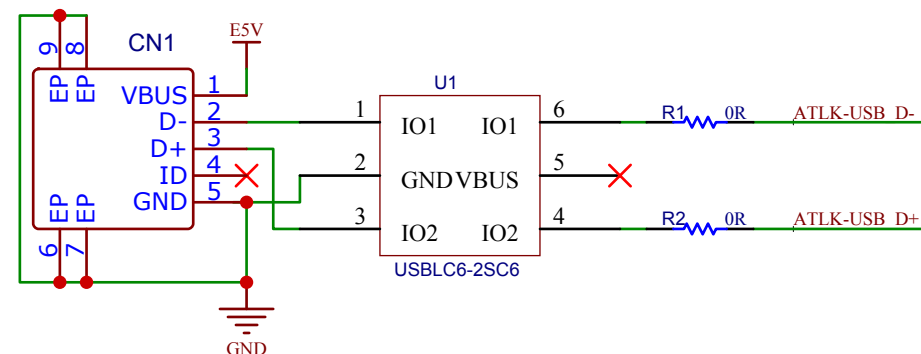 9
8
EP
EP
CN1
E5V
VBUS
1
D-
2
D+
3
ID
4
GND
5
EP
EP
6
7
GND
U1
1
IO1
IO1
6
2
GND
VBUS
5
3
IO2
IO2
4
USBLC6-2SC6
R1
0R
ATLK-USB D-
R2
0R
ATLK-USB D+